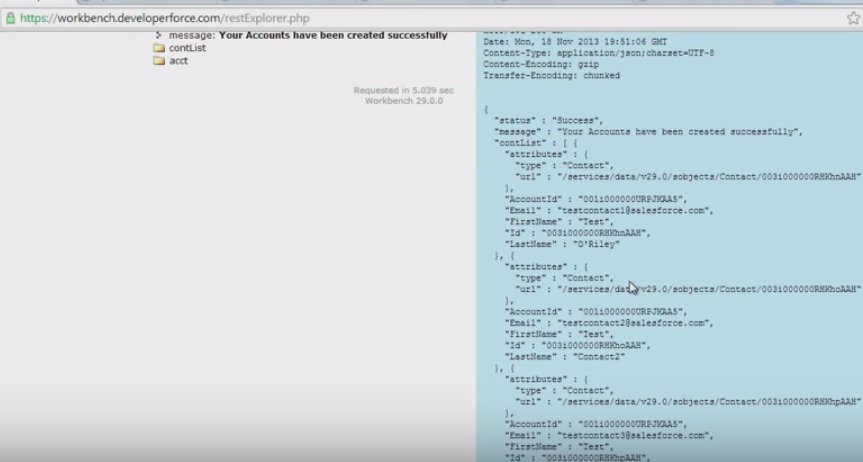 https://workbench.developerforce.com/restExplorer.php
message: Your Accounts have been created successfully
contList
acct
Requested in 5.039 sec
Workbench 29.0.0
Date: Mon, 18 Nov 2013 19:51:06 GMT
Content-Type: application/json;charset=UTF-8
Content-Encoding: gzip
Transfer-Encoding: chunked
{
"status" : "Success",
"message" : "Your Accounts have been created successfully",
"contList" : [ {
"attributes" : {
"type" : "Contact",
"url" : "/services/data/v29.0/sobjects/Contact/003i000000RHKhnAAH"
},
"AccountId" : "001i000000URPJKAA5",
"Email" : "testcontact1@salesforce.com",
"FirstName" : "Test",
"Id" : "003i000000RHKhnAAH",
"LastName" : "O'Riley"
}, {
"attributes" : {
"type" : "Contact",
"url" : "/services/data/v29.0/sobjects/Contact/003i000000RHKhoAAH"
},
"AccountId" : "001i000000URPJKAA5",
"Email" : "testcontact2@salesforce.com",
"FirstName" : "Test",
"Id" : "003i000000RHKhoAAH",
"LastName" : "Contact2"
}, {
"attributes" : {
"type" : "Contact",
"url" : "/services/data/v29.0/sobjects/Contact/003i000000RHKhpAAH"
},
"AccountId" : "001i000000URPJKAA5",
"Email" : "testcontact3@salesforce.com",
"FirstName" : "Test",
"Id" : "003i000000RHKhpAAH",